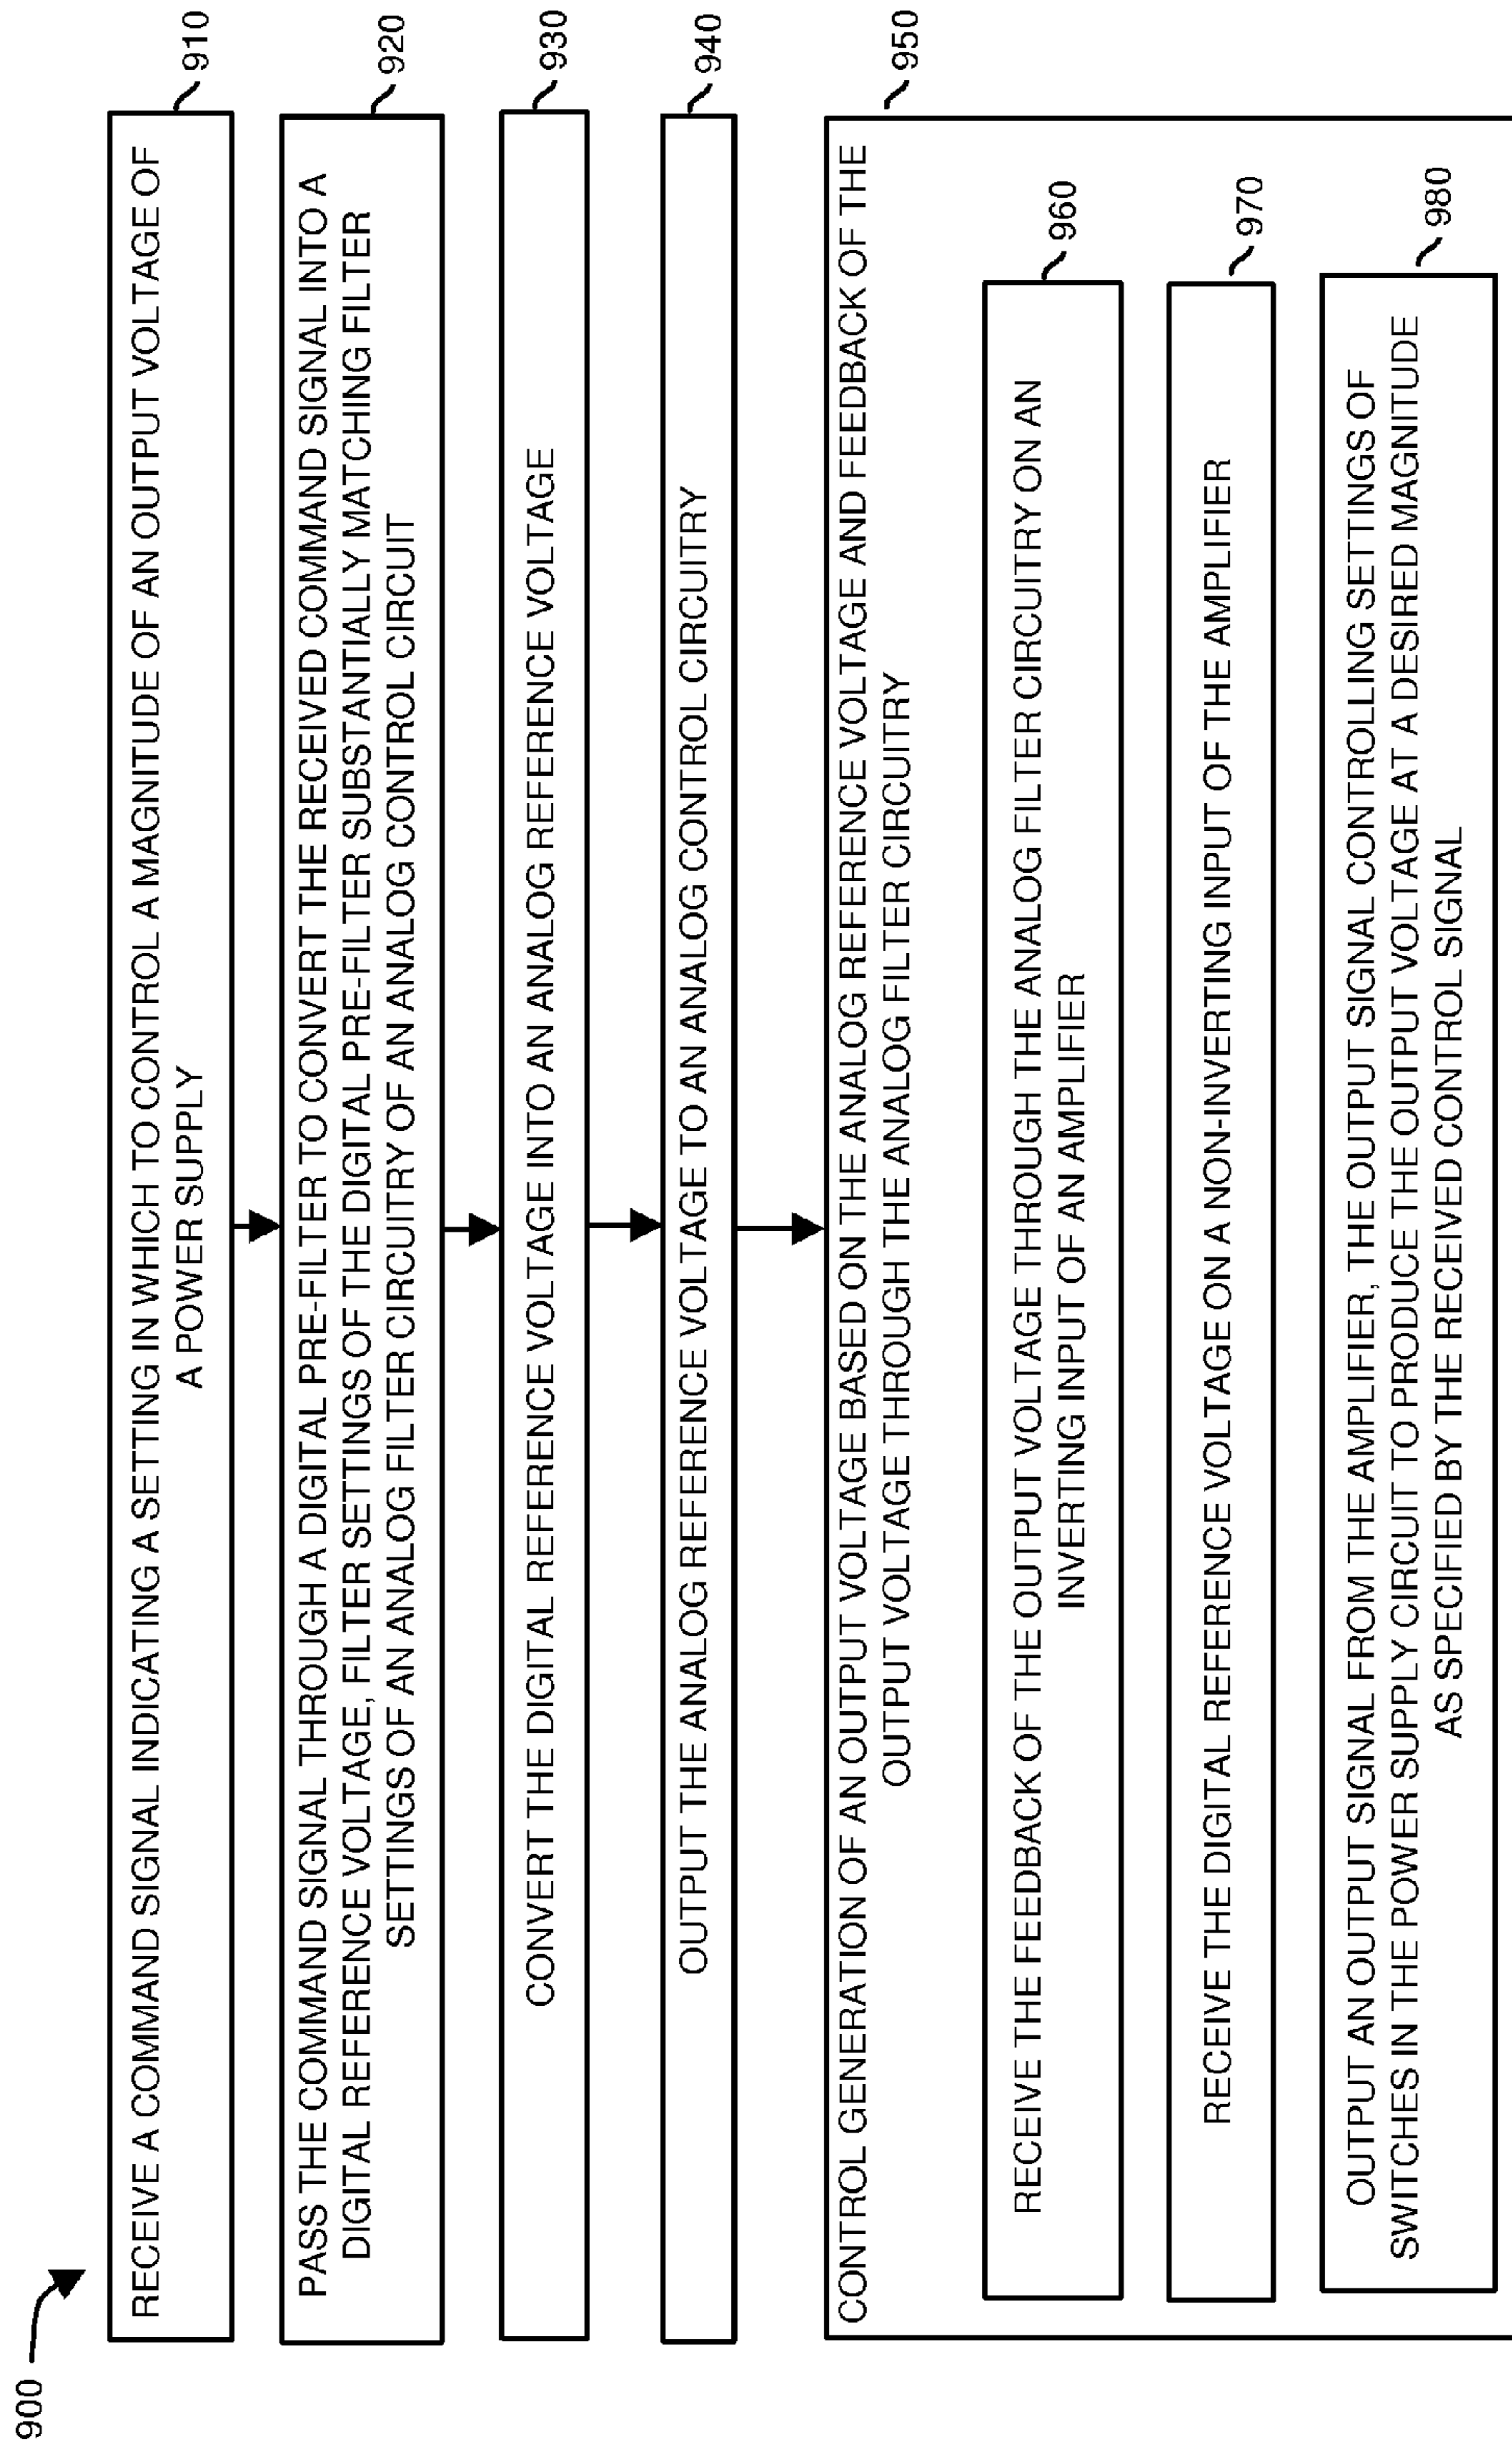 900
RECEIVE A COMMAND SIGNAL INDICATING A SETTING IN WHICH TO CONTROL A MAGNITUDE OF AN OUTPUT VOLTAGE OF
A POWER SUPPLY
910
PASS THE COMMAND SIGNAL THROUGH A DIGITAL PRE-FILTER TO CONVERT THE RECEIVED COMMAND SIGNAL INTO A
DIGITAL REFERENCE VOLTAGE, FILTER SETTINGS OF THE DIGITAL PRE-FILTER SUBSTANTIALLY MATCHING FILTER
SETTINGS OF AN ANALOG FILTER CIRCUITRY OF AN ANALOG CONTROL CIRCUIT
920
CONVERT THE DIGITAL REFERENCE VOLTAGE INTO AN ANALOG REFERENCE VOLTAGE
930
OUTPUT THE ANALOG REFERENCE VOLTAGE TO AN ANALOG CONTROL CIRCUITRY
940
CONTROL GENERATION OF AN OUTPUT VOLTAGE BASED ON THE ANALOG REFERENCE VOLTAGE AND FEEDBACK OF THE
OUTPUT VOLTAGE THROUGH THE ANALOG FILTER CIRCUITRY
950
RECEIVE THE FEEDBACK OF THE OUTPUT VOLTAGE THROUGH THE ANALOG FILTER CIRCUITRY ON AN
INVERTING INPUT OF AN AMPLIFIER
960
RECEIVE THE DIGITAL REFERENCE VOLTAGE ON A NON-INVERTING INPUT OF THE AMPLIFIER
970
OUTPUT AN OUTPUT SIGNAL FROM THE AMPLIFIER, THE OUTPUT SIGNAL CONTROLLING SETTINGS OF
SWITCHES IN THE POWER SUPPLY CIRCUIT TO PRODUCE THE OUTPUT VOLTAGE AT A DESIRED MAGNITUDE
AS SPECIFIED BY THE RECEIVED CONTROL SIGNAL
980